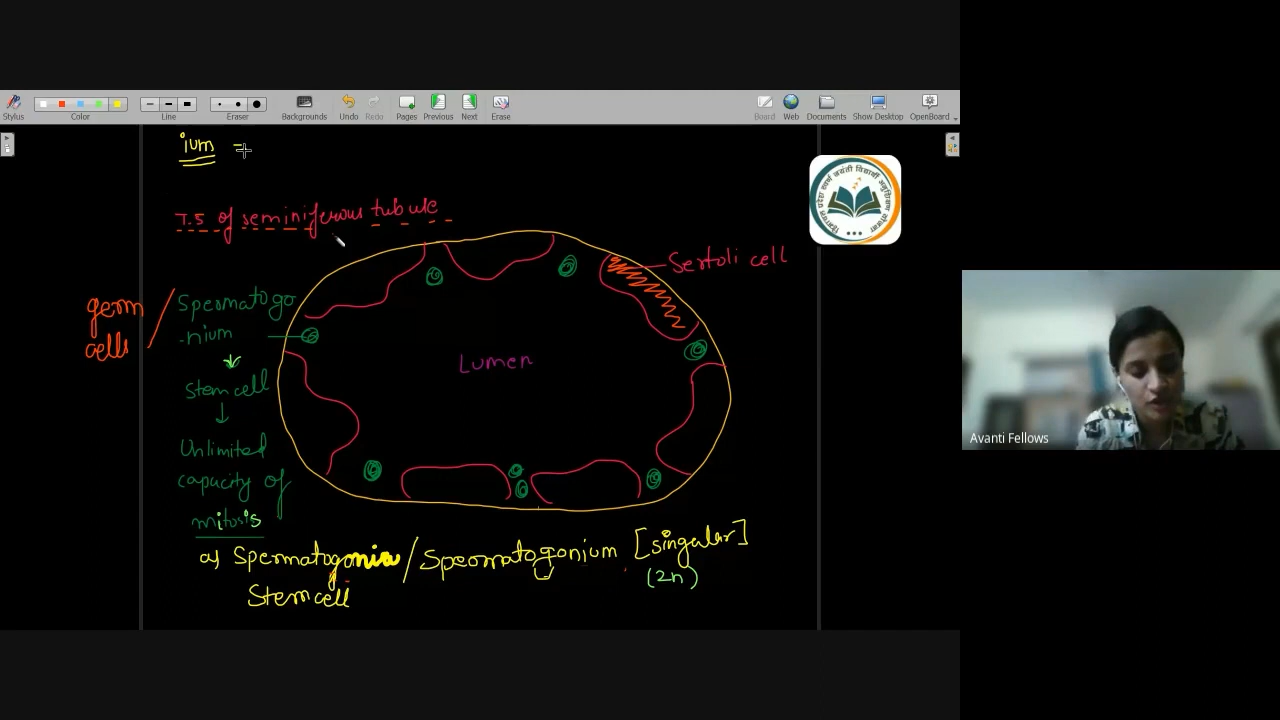 Stylus
Color
Line
Eraser
Backgrounds
Undo
Redo
Pages
Previous
Next
Erase
Board
Web
Documents
Show Desktop
OpenBoard
ium =
T.S of seminiferous tubule
Sertoli cell
germ
cells
Spermatogo
-nium
Stem cell
Unlimited
capacity of
mitosis
Lumen
a) Spermatogonia/Spermatogonium [singular]
(2n)
Stem cell
Avanti Fellows